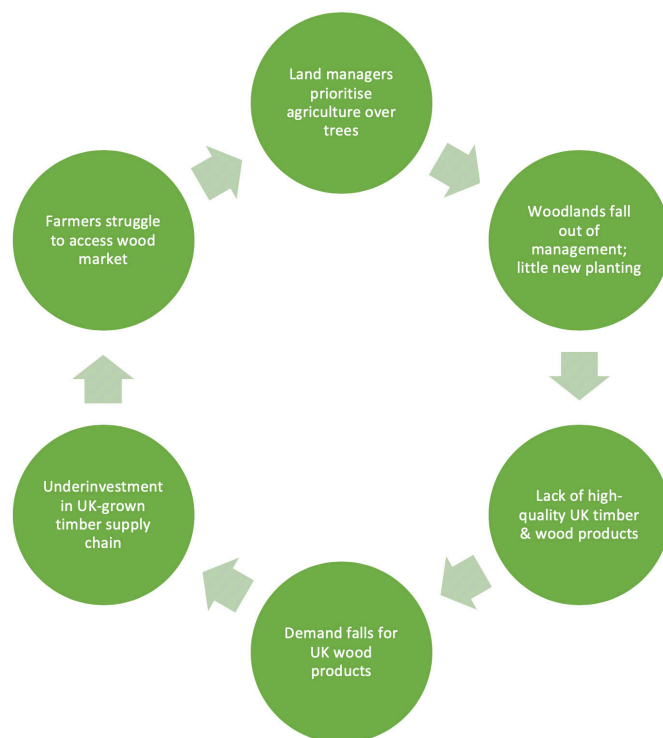 Land managers
prioritise
agriculture over
trees
Woodlands fall
out of
management;
little new planting
Lack of high-
quality UK timber
& wood products
Demand falls for
UK wood
products
Underinvestment
in UK-grown
timber supply
chain
Farmers struggle
to access wood
market